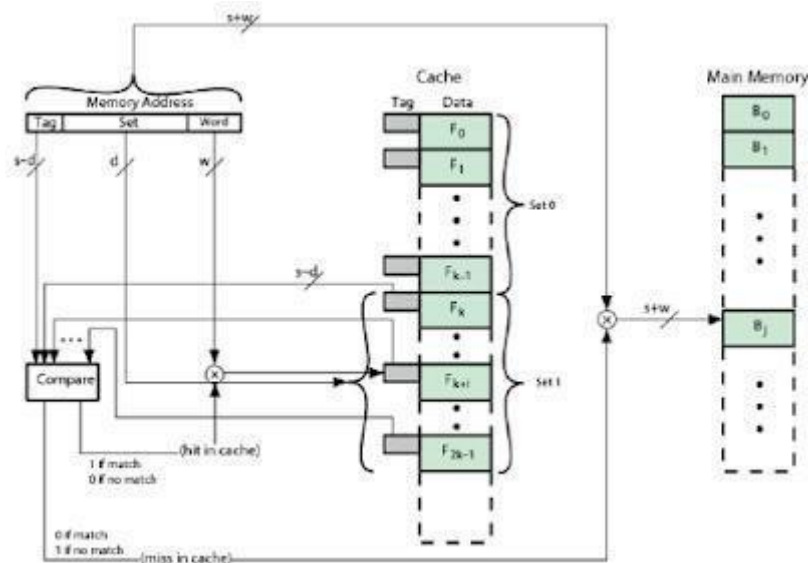 s+w
Cache
Main Memory
Memory Address
Tag Data
Tag Set Word
F0
B0
s−d d w
F1
B1
Set 0
s−d
Fk−1
Fk
s+w
Bj
Compare
Fk+i
Set 1
(hit in cache)
1 if match
0 if no match
F2k−1
0 if match
1 if no match
(miss in cache)